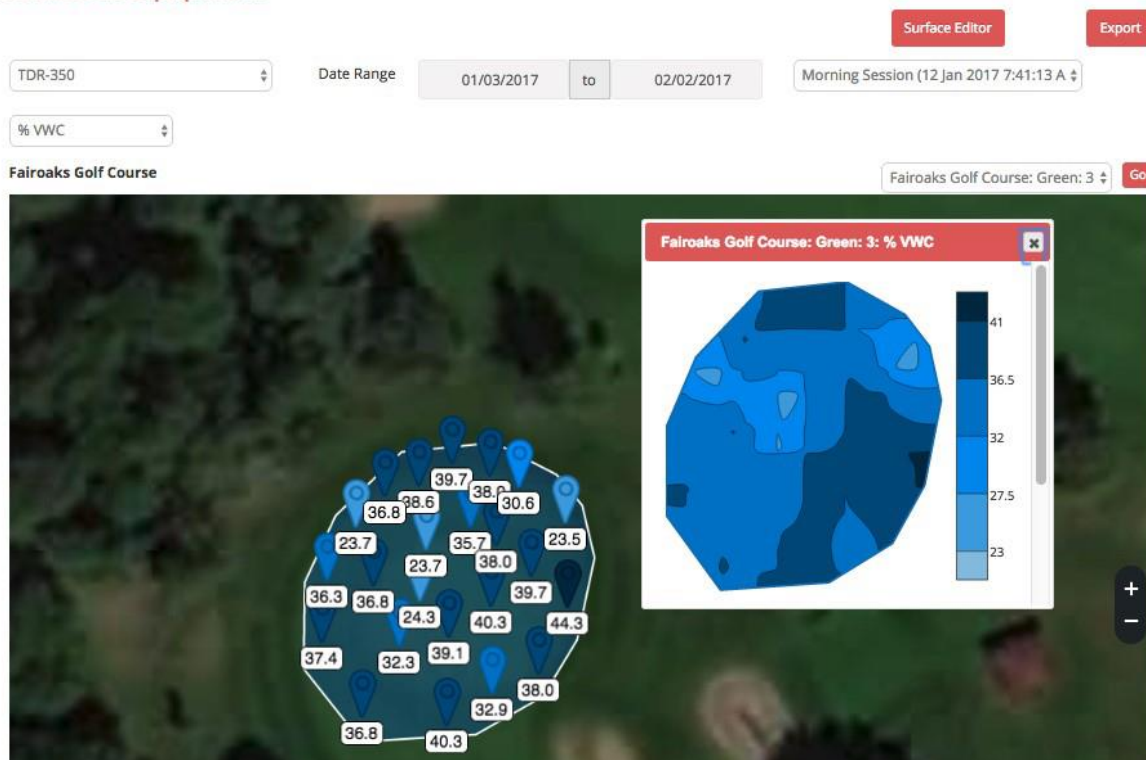 Surface Editor
Export
TDR-350
Date Range
01/03/2017 to 02/02/2017
Morning Session (12 Jan 2017 7:41:13 A
% VWC
Fairoaks Golf Course
Fairoaks Golf Course: Green: 3
Go
Fairoaks Golf Course: Green: 3: % VWC
41
36.5
32
27.5
23
39.7
38.6
30.6
36.8
23.7
35.7
23.5
23.7
38.0
36.3
36.8
39.7
24.3
40.3
44.3
37.4
32.3
39.1
38.0
32.9
36.8
40.3
+
−